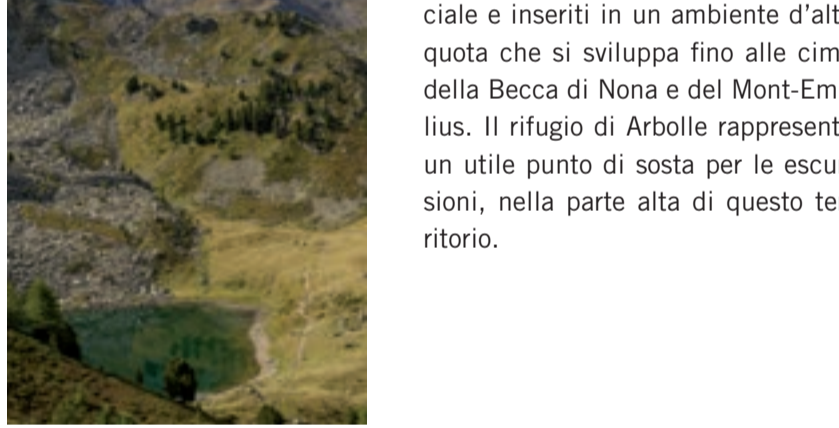 ciale e inseriti in un ambiente d'alt
quota che si sviluppa fino alle cim
della Becca di Nona e del Mont-Em
lius. Il rifugio di Arbolle rappresent
un utile punto di sosta per le escu
sioni, nella parte alta di questo te
ritorio.